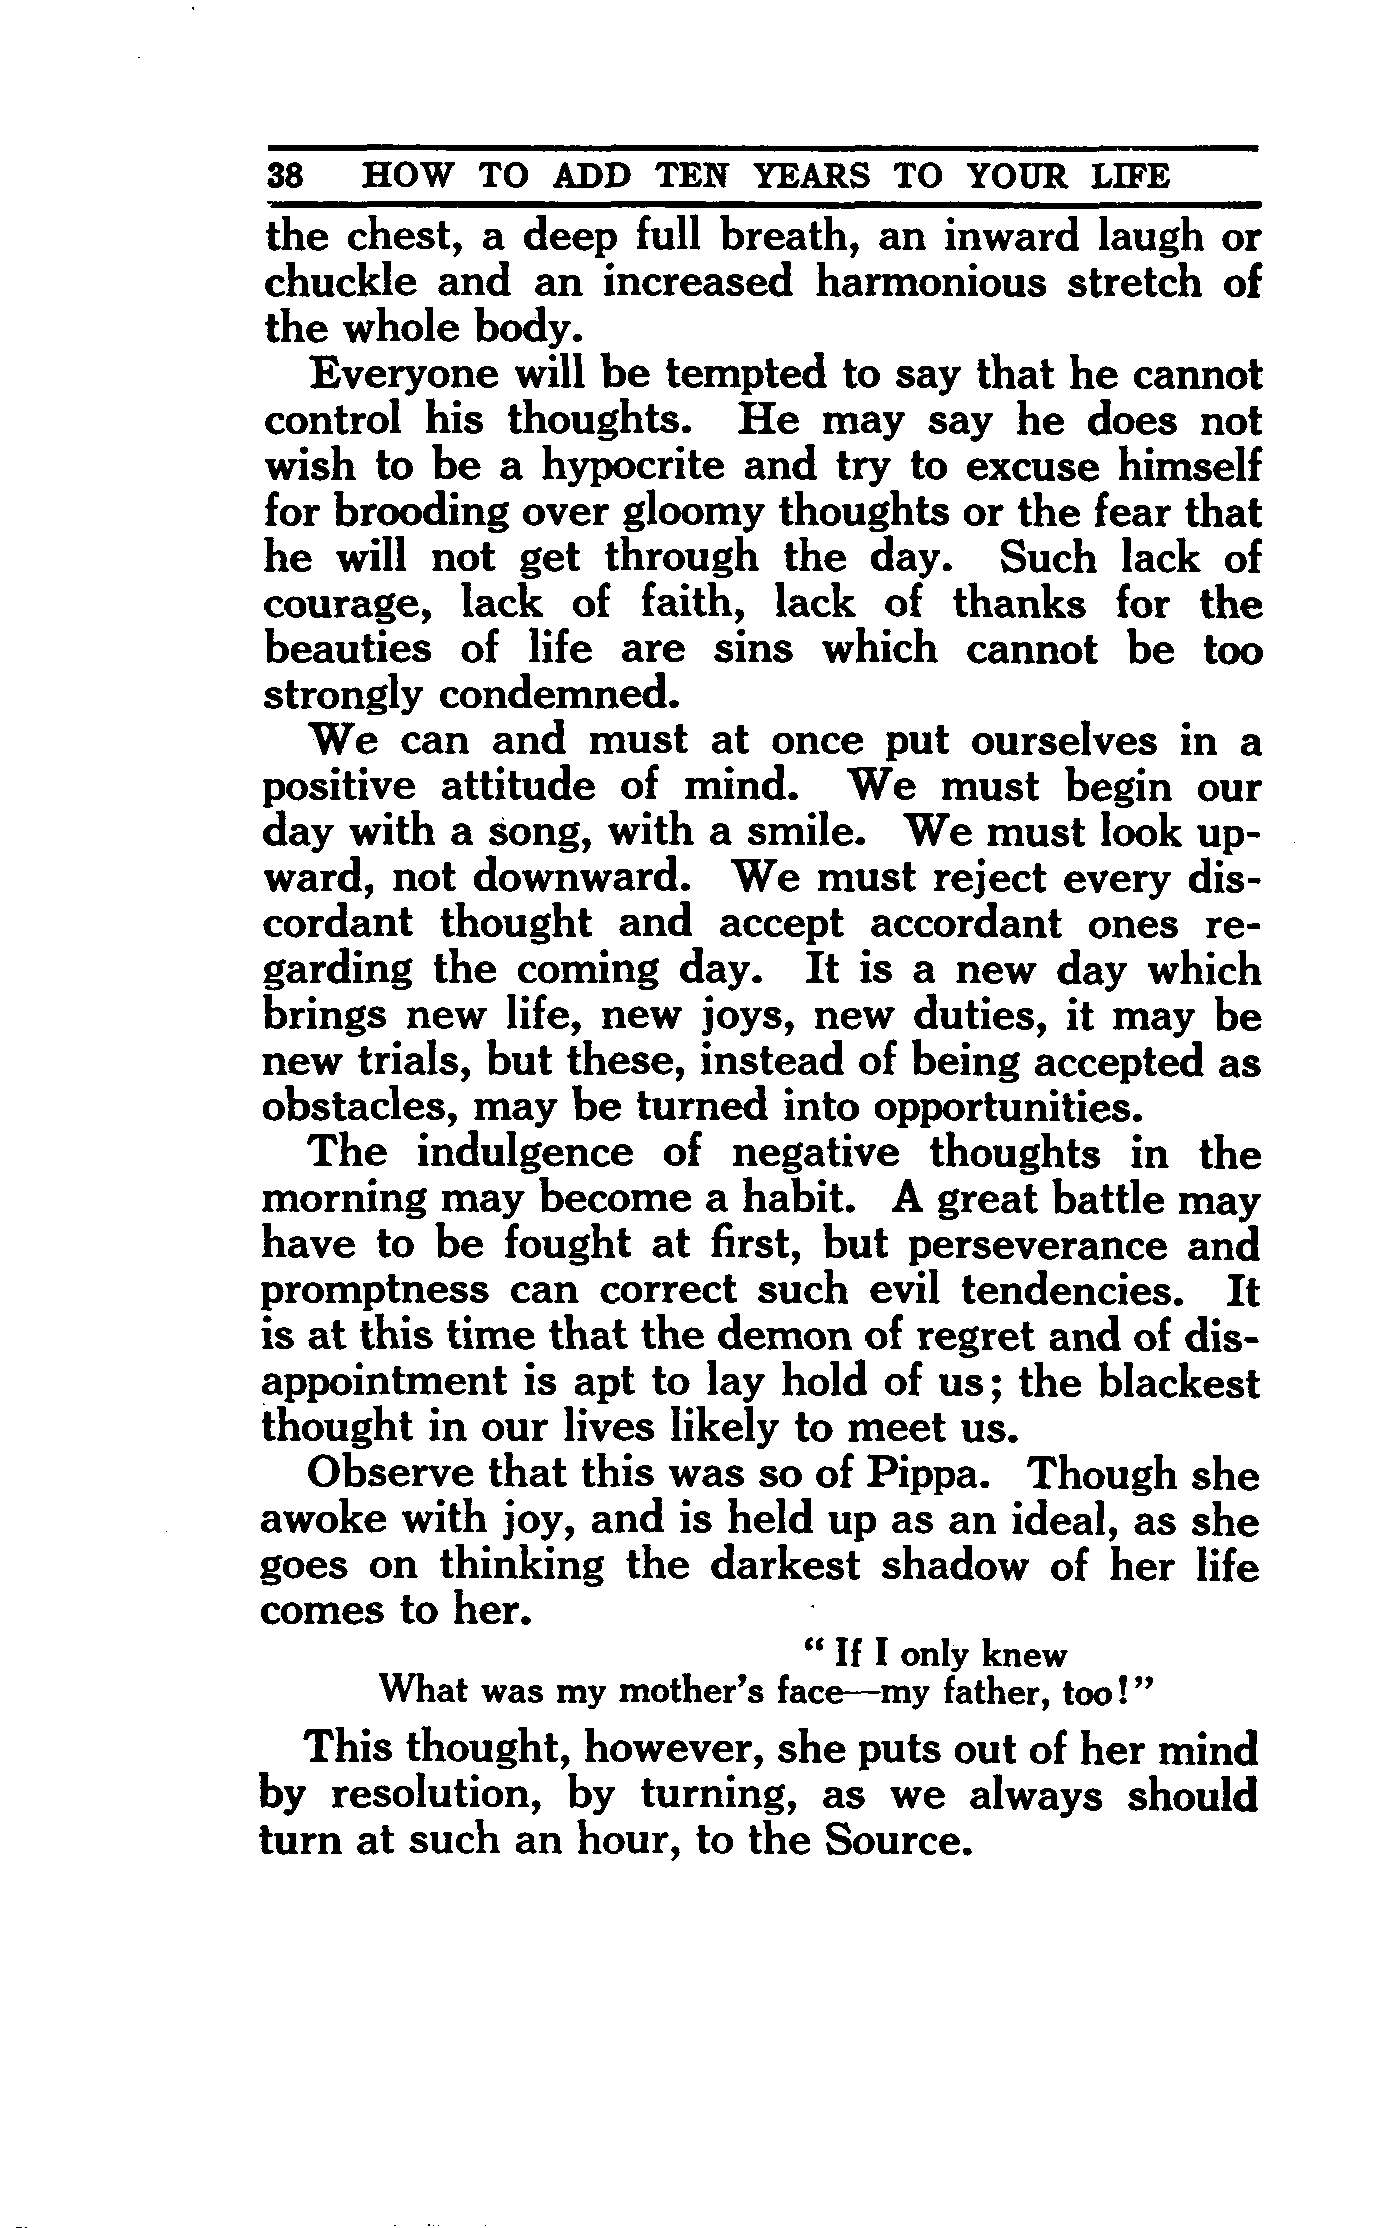 38 HOW TO ADD TEN YEARS TO YOUR LIFE
the chest, a deep full breath, an inward laugh or
chuckle and an increased harmonious stretch of
the whole body.
Everyone will be tempted to say that he cannot
control his thoughts. He may say he does not
wish to be a hypocrite and try to excuse himself
for brooding over gloomy thoughts or the fear that
he will not get through the day. Such lack of
courage, lack of faith, lack of thanks for the
beauties of life are sins which cannot be too
strongly condemned.
We can and must at once put ourselves in a
positive attitude of mind. We must begin our
day with a song, with a smile. We must look up-
ward, not downward. We must reject every dis-
cordant thought and accept accordant ones re-
garding the coming day. It is a new day which
brings new life, new joys, new duties, it may be
new trials, but these, instead of being accepted as
obstacles, may be turned into opportunities.
The indulgence of negative thoughts in the
morning may become a habit. A great battle may
have to be fought at first, but perseverance and
promptness can correct such evil tendencies. It
is at this time that the demon of regret and of dis-
appointment is apt to lay hold of us; the blackest
thought in our lives likely to meet us.
Observe that this was so of Pippa. Though she
awoke with joy, and is held up as an ideal, as she
goes on thinking the darkest shadow of her life
comes to her.
" If I only knew
What was my mother's face—my father, too!"
This thought, however, she puts out of her mind
by resolution, by turning, as we always should
turn at such an hour, to the Source.